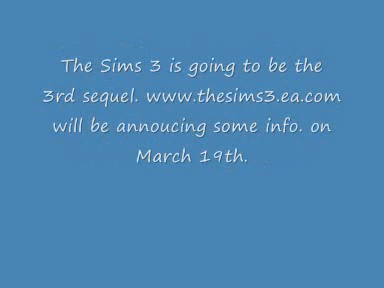 The Sims 3 is going to be the
3rd sequel. www.thesims3.ea.com
will be annoucing some info. on
March 19th.